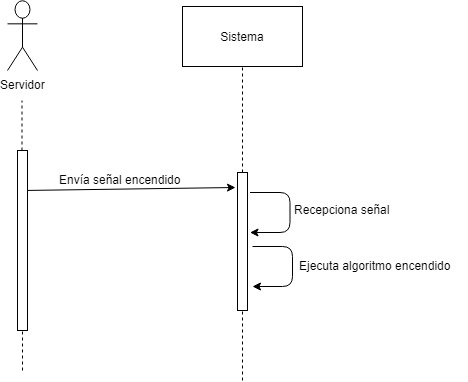 Sistema
Servidor
Envía señal encendido
Recepciona señal
Ejecuta algoritmo encendido